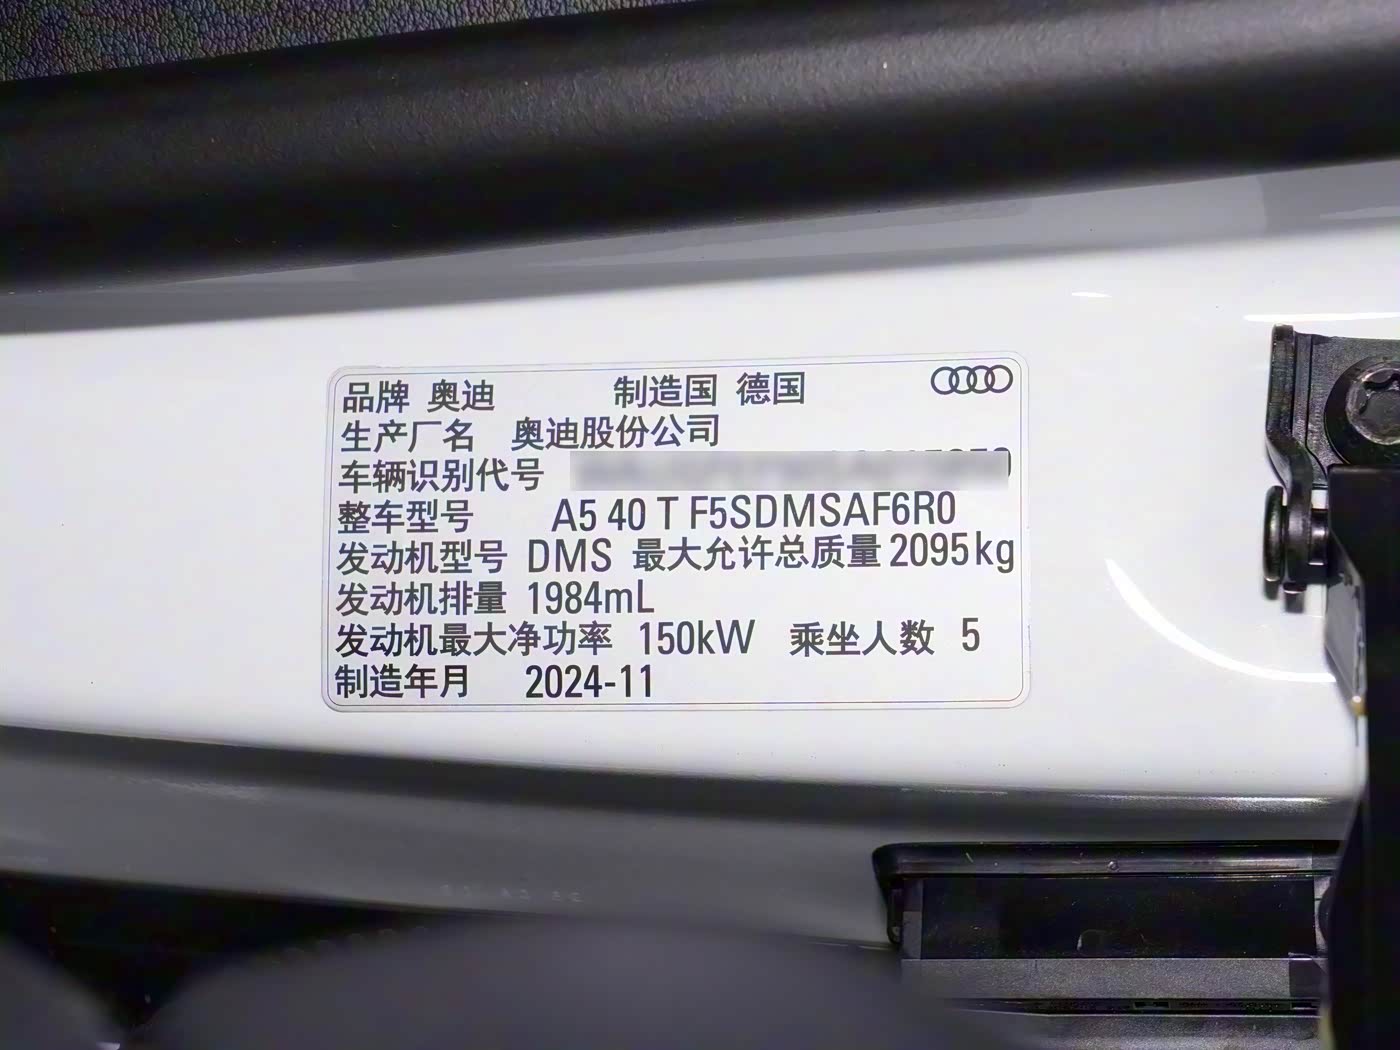 品牌 奥迪 制造国 德国
生产厂名 奥迪股份公司
车辆识别代号
整车型号 A5 40 T F5SDMSAF6R0
发动机型号 DMS 最大允许总质量 2095kg
发动机排量 1984mL
发动机最大净功率 150kW 乘坐人数 5
制造年月 2024-11